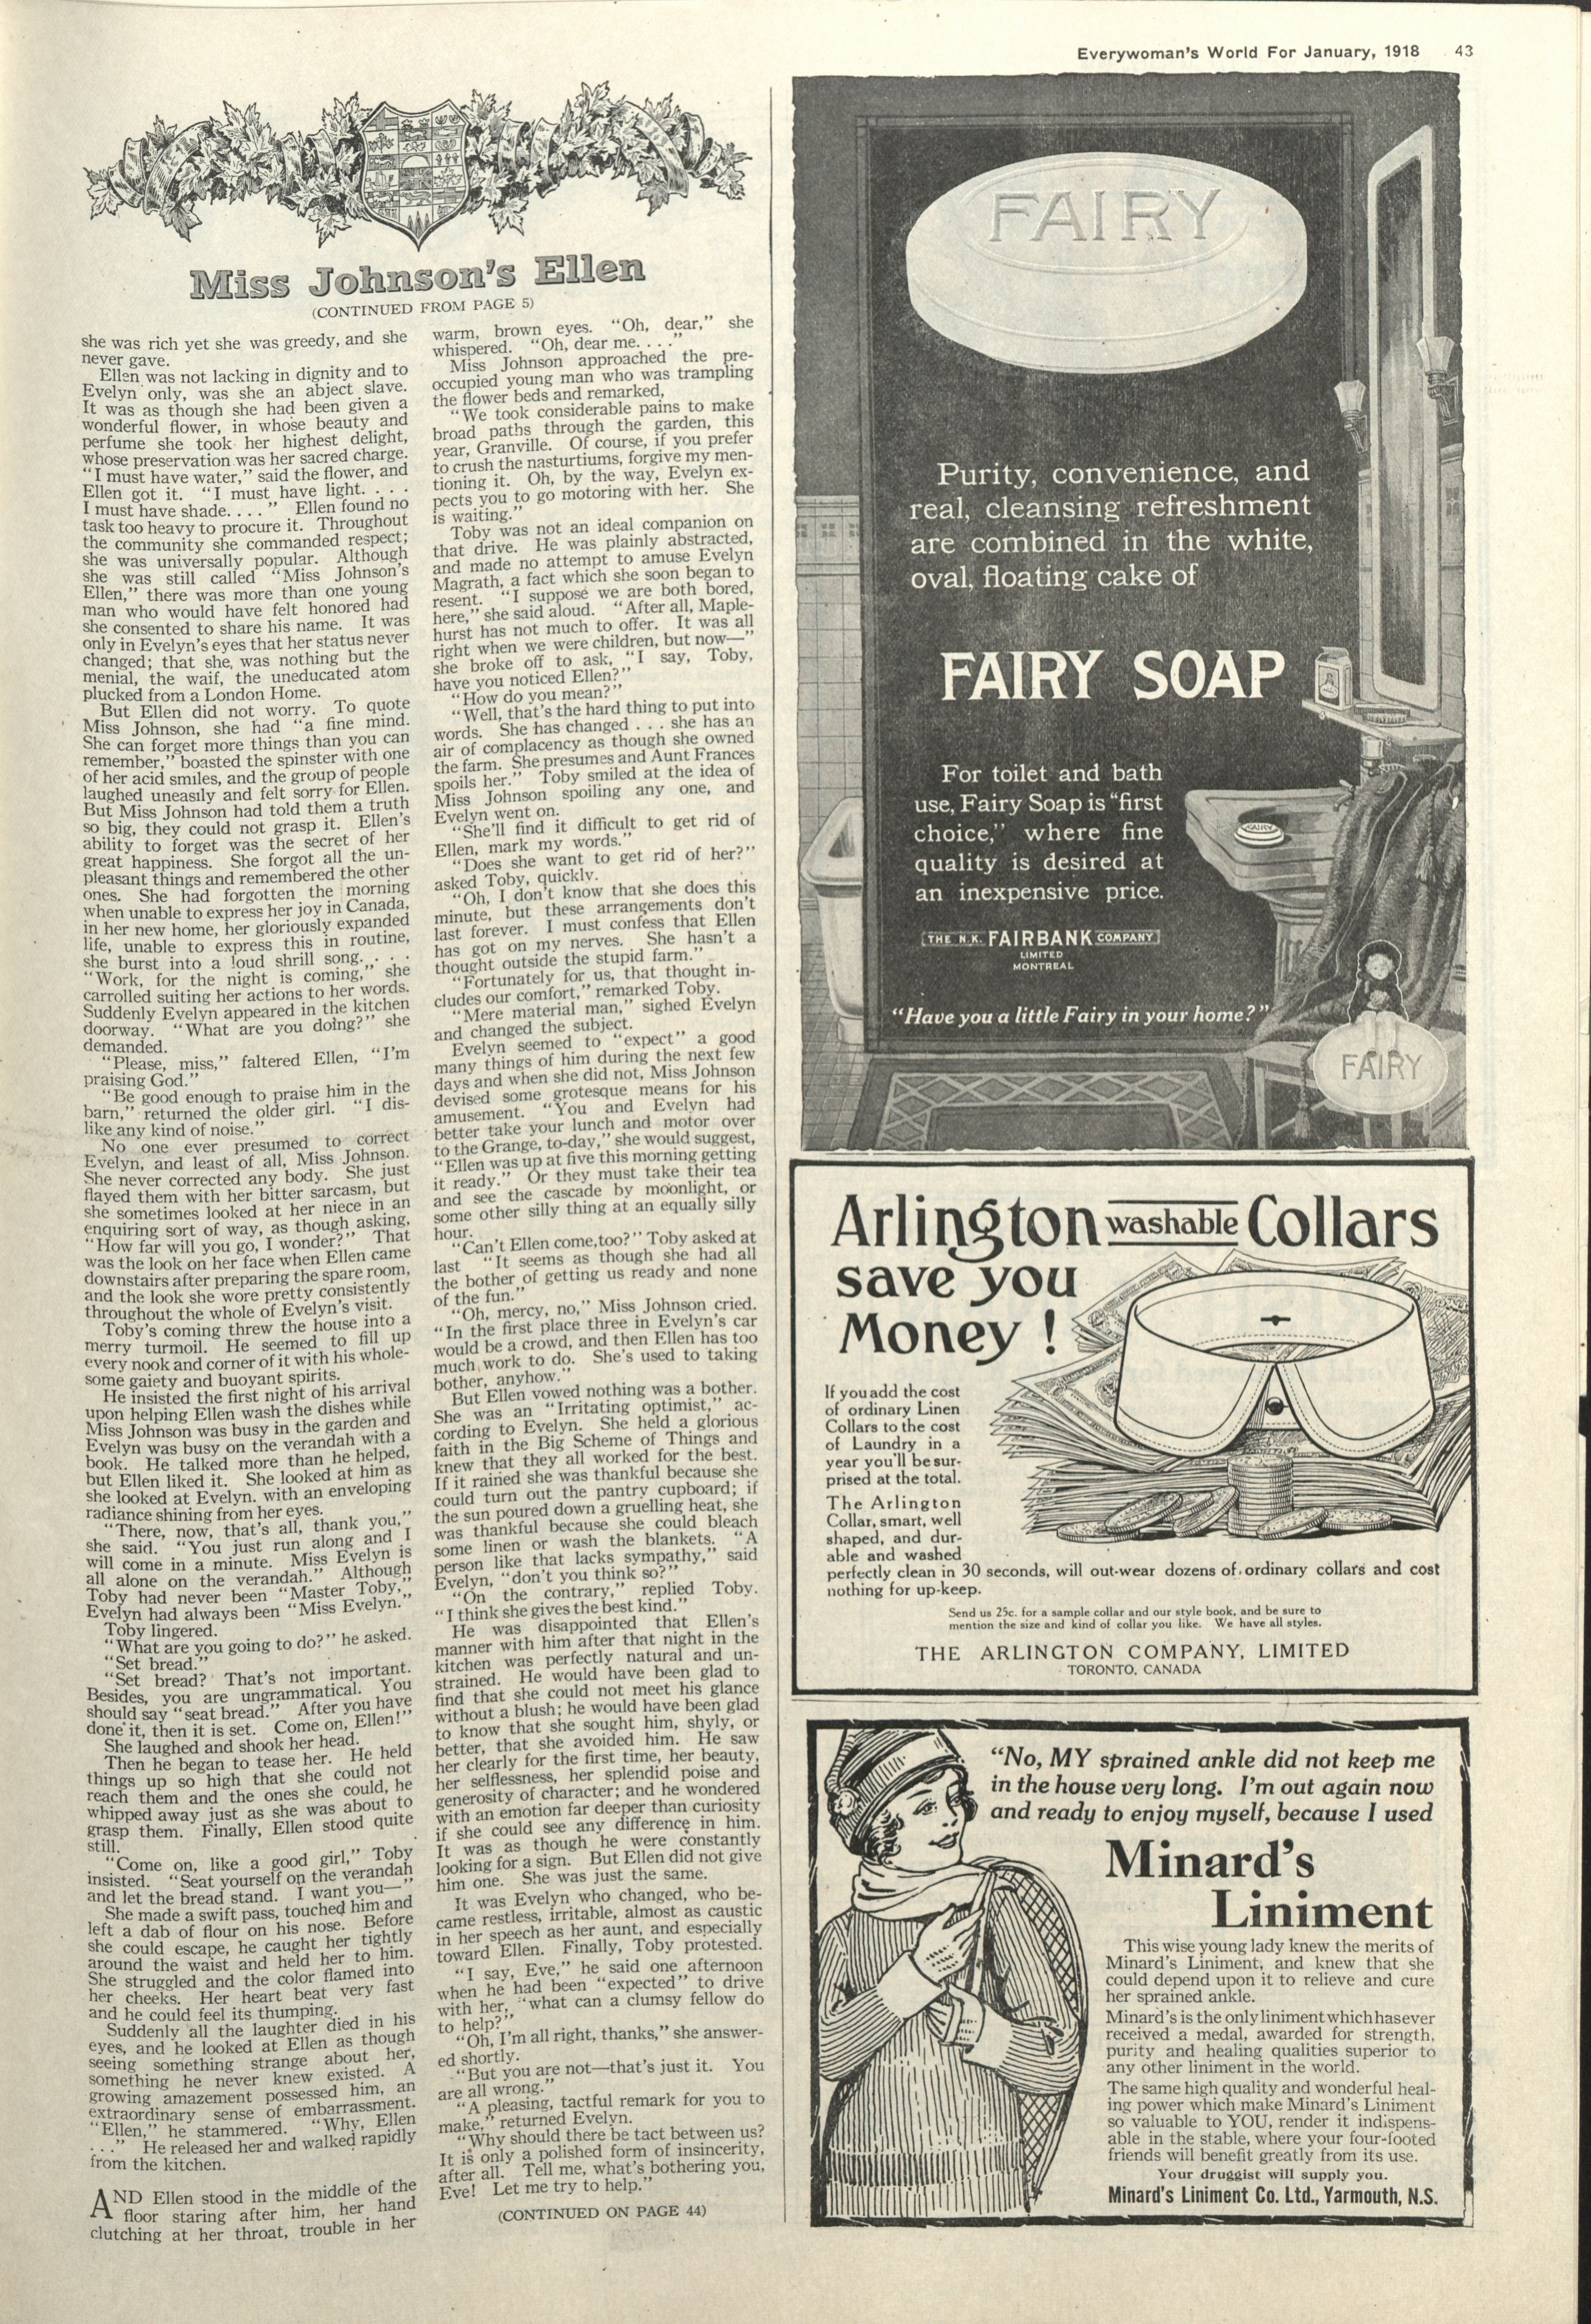 Everywoman's World For January, 1918 43
Miss Johnson's Ellen
(CONTINUED FROM PAGE 5)
she was rich yet she was greedy, and she
never gave.
Ellen was not lacking in dignity and to
Evelyn only, was she an abject slave.
It was as though she had been given a
wonderful flower, in whose beauty and
perfume she took her highest delight,
whose preservation was her sacred charge.
"I must have water," said the flower, and
Ellen got it. "I must have light. . . .
I must have shade. . . . " Ellen found no
task too heavy to procure it. Throughout
the community she commanded respect;
she was universally popular. Although
she was still called "Miss Johnson's
Ellen," there was more than one young
man who would have felt honored had
she consented to share his name. It was
only in Evelyn's eyes that her status never
changed; that she, was nothing but the
menial, the waif, the uneducated atom
plucked from a London Home.
But Ellen did not worry. To quote
Miss Johnson, she had "a fine mind.
She can forget more things than you can
remember," boasted the spinster with one
of her acid smiles, and the group of people
laughed uneasily and felt sorry for Ellen.
But Miss Johnson had told them a truth
so big, they could not grasp it. Ellen's
ability to forget was the secret of her
great happiness. She forgot all the un-
pleasant things and remembered the other
ones. She had forgotten the morning
when unable to express her joy in Canada,
in her new home, her gloriously expanded
life, unable to express this in routine,
she burst into a loud shrill song. . . .
"Work, for the night is coming," she
carrolled suiting her actions to her words.
Suddenly Evelyn appeared in the kitchen
doorway. "What are you doing?" she
demanded.
"Please, miss," faltered Ellen, "I'm
praising God."
"Be good enough to praise him in the
barn," returned the older girl. "I dis-
like any kind of noise."
No one ever presumed to correct
Evelyn, and least of all, Miss Johnson.
She never corrected any body. She just
flayed them with her bitter sarcasm, but
she sometimes looked at her niece in an
enquiring sort of way, as though asking,
"How far will you go, I wonder?" That
was the look on her face when Ellen came
downstairs after preparing the spare room,
and the look she wore pretty consistently
throughout the whole of Evelyn's visit.
Toby's coming threw the house into a
merry turmoil. He seemed to fill up
every nook and corner of it with his whole-
some gaiety and buoyant spirits.
He insisted the first night of his arrival
upon helping Ellen wash the dishes while
Miss Johnson was busy in the garden and
Evelyn was busy on the verandah with a
book. He talked more than he helped,
but Ellen liked it. She looked at him as
she looked at Evelyn. with an enveloping
radiance shining from her eyes.
"There, now, that's all, thank you,"
she said. "You just run along and I
will come in a minute. Miss Evelyn is
all alone on the verandah." Although
Toby had never been "Master Toby,"
Evelyn had always been "Miss Evelyn."
Toby lingered.
"What are you going to do?" he asked.
"Set bread."
"Set bread? That's not important.
Besides, you are ungrammatical. You
should say "seat bread." After you have
done it, then it is set. Come on, Ellen!"
She laughed and shook her head.
Then he began to tease her. He held
things up so high that she could not
reach them and the ones she could, he
whipped away just as she was about to
grasp them. Finally, Ellen stood quite
still.
"Come on, like a good girl," Toby
insisted. "Seat yourself on the verandah
and let the bread stand. I want you—"
She made a swift pass, touched him and
left a dab of flour on his nose. Before
she could escape, he caught her tightly
around the waist and held her to him.
She struggled and the color flamed into
her cheeks. Her heart beat very fast
and he could feel its thumping.
Suddenly all the laughter died in his
eyes, and he looked at Ellen as though
seeing something strange about her,
something he never knew existed. A
growing amazement possessed him, an
extraordinary sense of embarrassment.
"Ellen," he stammered. "Why, Ellen
. . ." He released her and walked rapidly
from the kitchen.
AND Ellen stood in the middle of the
floor staring after him, her hand
clutching at her throat, trouble in her
warm, brown eyes. "Oh, dear," she
whispered. "Oh, dear me. . . ."
Miss Johnson approached the pre-
occupied young man who was trampling
the flower beds and remarked,
"We took considerable pains to make
broad paths through the garden, this
year, Granville. Of course, if you prefer
to crush the nasturtiums, forgive my men-
tioning it. Oh, by the way, Evelyn ex-
pects you to go motoring with her. She
is waiting."
Toby was not an ideal companion on
that drive. He was plainly abstracted,
and made no attempt to amuse Evelyn
Magrath, a fact which she soon began to
resent. "I suppose we are both bored,
here," she said aloud. "After all, Maple-
hurst has not much to offer. It was all
right when we were children, but now—"
she broke off to ask, "I say, Toby,
have you noticed Ellen?"
"How do you mean?"
"Well, that's the hard thing to put into
words. She has changed . . . she has an
air of complacency as though she owned
the farm. She presumes and Aunt Frances
spoils her." Toby smiled at the idea of
Miss Johnson spoiling any one, and
Evelyn went on.
"She'll find it difficult to get rid of
Ellen, mark my words."
"Does she want to get rid of her?"
asked Toby, quickly.
"Oh, I don't know that she does this
minute, but these arrangements don't
last forever. I must confess that Ellen
has got on my nerves. She hasn't a
thought outside the stupid farm."
"Fortunately for us, that thought in-
cludes our comfort," remarked Toby.
"Mere material man," sighed Evelyn
and changed the subject.
Evelyn seemed to "expect" a good
many things of him during the next few
days and when she did not, Miss Johnson
devised some grotesque means for his
amusement. "You and Evelyn had
better take your lunch and motor over
to the Grange, to-day," she would suggest,
"Ellen was up at five this morning getting
it ready." Or they must take their tea
and see the cascade by moonlight, or
some other silly thing at an equally silly
hour.
"Can't Ellen come,too?" Toby asked at
last "It seems as though she had all
the bother of getting us ready and none
of the fun."
"Oh, mercy, no," Miss Johnson cried.
"In the first place three in Evelyn's car
would be a crowd, and then Ellen has too
much work to do. She's used to taking
bother, anyhow."
But Ellen vowed nothing was a bother.
She was an "Irritating optimist," ac-
cording to Evelyn. She held a glorious
faith in the Big Scheme of Things and
knew that they all worked for the best.
If it rained she was thankful because she
could turn out the pantry cupboard; if
the sun poured down a gruelling heat, she
was thankful because she could bleach
some linen or wash the blankets. "A
person like that lacks sympathy," said
Evelyn, "don't you think so?"
"On the contrary," replied Toby.
"I think she gives the best kind."
He was disappointed that Ellen's
manner with him after that night in the
kitchen was perfectly natural and un-
strained. He would have been glad to
find that she could not meet his glance
without a blush; he would have been glad
to know that she sought him, shyly, or
better, that she avoided him. He saw
her clearly for the first time, her beauty,
her selflessness, her splendid poise and
generosity of character; and he wondered
with an emotion far deeper than curiosity
if she could see any difference in him.
It was as though he were constantly
looking for a sign. But Ellen did not give
him one. She was just the same.
It was Evelyn who changed, who be-
came restless, irritable, almost as caustic
in her speech as her aunt, and especially
toward Ellen. Finally, Toby protested.
"I say, Eve," he said one afternoon
when he had been "expected" to drive
with her, "what can a clumsy fellow do
to help?"
"Oh, I'm all right, thanks," she answer-
ed shortly.
"But you are not—that's just it. You
are all wrong."
"A pleasing, tactful remark for you to
make," returned Evelyn.
"Why should there be tact between us?
It is only a polished form of insincerity,
after all. Tell me, what's bothering you,
Eve! Let me try to help."
(CONTINUED ON PAGE 44)
FAIRY
Purity, convenience, and
real, cleansing refreshment
are combined in the white,
oval, floating cake of
FAIRY SOAP
For toilet and bath
use, Fairy Soap is "first
choice," where fine
quality is desired at
an inexpensive price.
FAIRY
THE N.K. FAIRBANK COMPANY
LIMITED
MONTREAL
"Have you a little Fairy in your home?"
FAIRY
Arlington washable Collars
save you
Money !
If you add the cost
of ordinary Linen
Collars to the cost
of Laundry in a
year you'll be sur-
prised at the total.
The Arlington
Collar, smart, well
shaped, and dur-
able and washed
perfectly clean in 30 seconds, will out-wear dozens of ordinary collars and cost
nothing for up-keep.
Send us 25c. for a sample collar and our style book, and be sure to
mention the size and kind of collar you like. We have all styles.
THE ARLINGTON COMPANY, LIMITED
TORONTO, CANADA
"No, MY sprained ankle did not keep me
in the house very long. I'm out again now
and ready to enjoy myself, because I used
Minard's
Liniment
This wise young lady knew the merits of
Minard's Liniment, and knew that she
could depend upon it to relieve and cure
her sprained ankle.
Minard's is the only liniment which has ever
received a medal, awarded for strength,
purity and healing qualities superior to
any other liniment in the world.
The same high quality and wonderful heal-
ing power which make Minard's Liniment
so valuable to YOU, render it indispens-
able in the stable, where your four-footed
friends will benefit greatly from its use.
Your druggist will supply you.
Minard's Liniment Co. Ltd., Yarmouth, N.S.